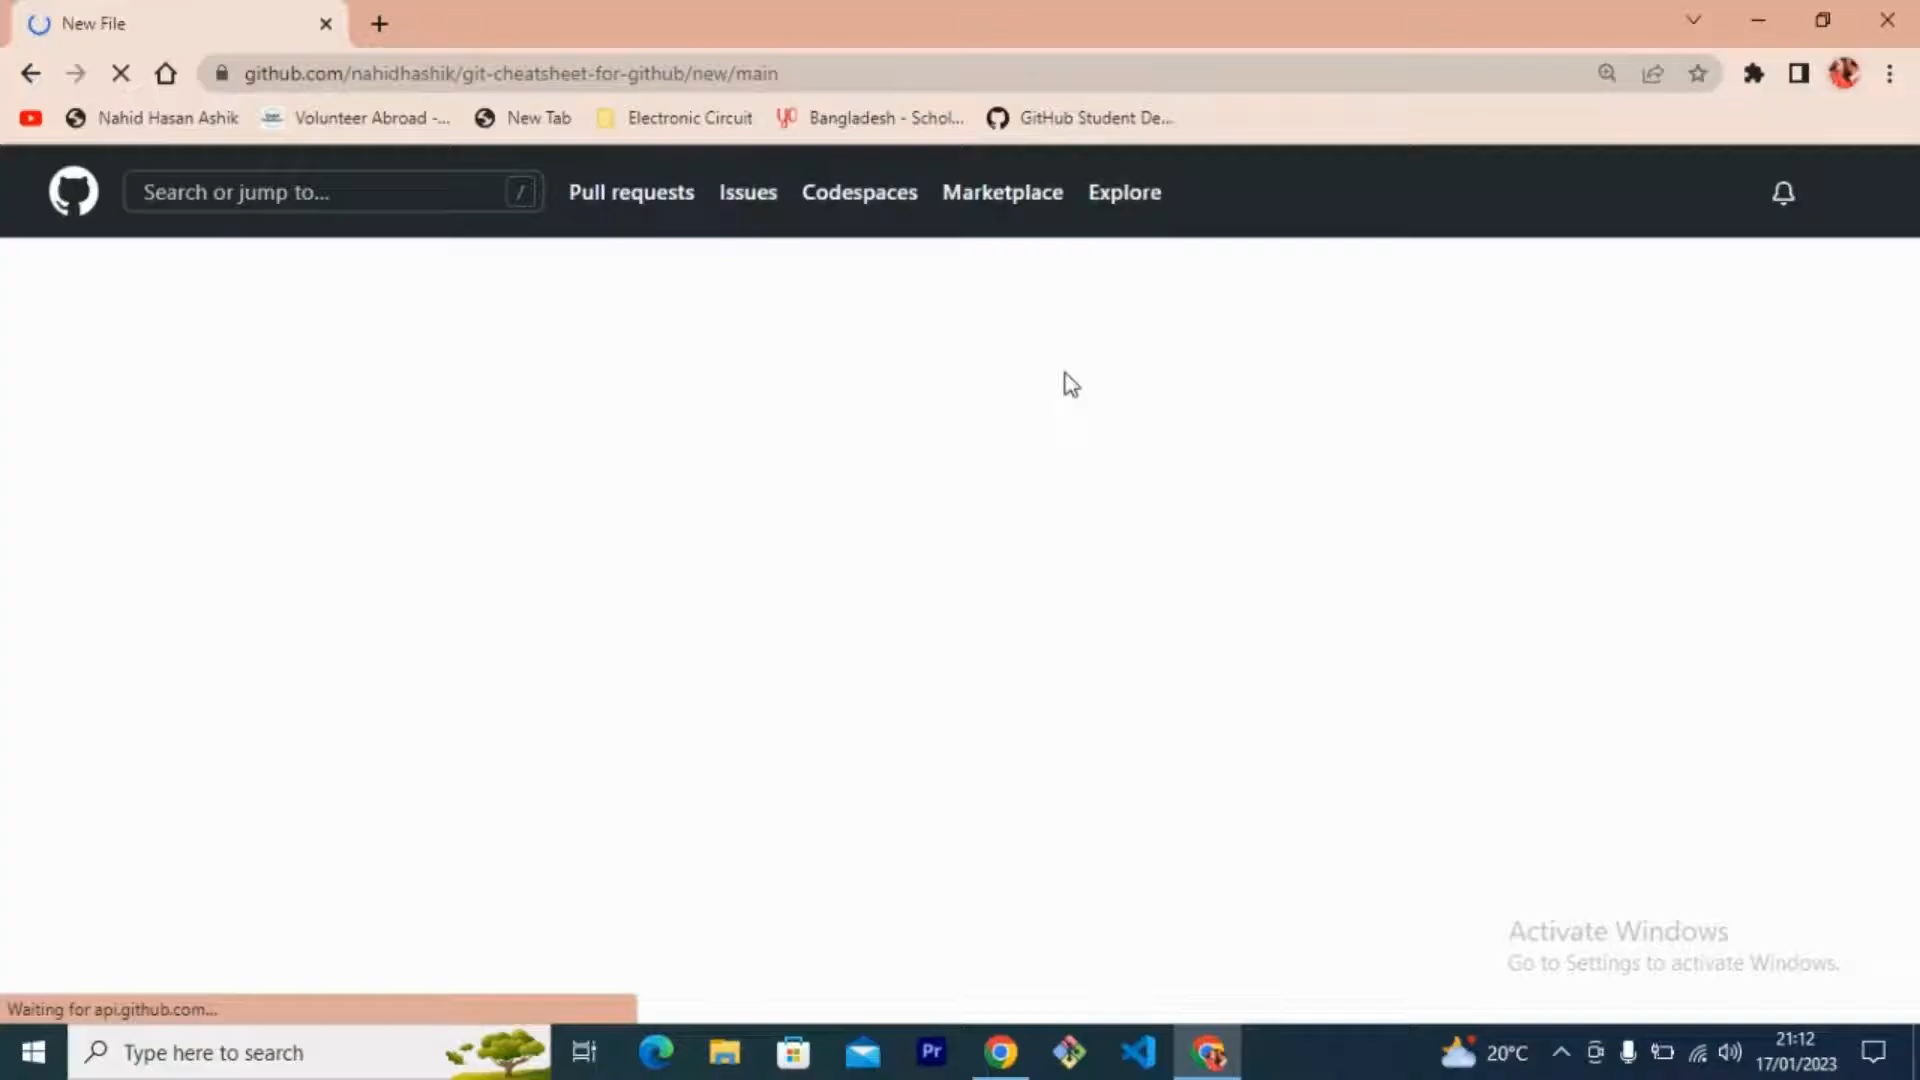 New File
github.com/nahidhashik/git-cheatsheet-for-github/new/main
Nahid Hasan Ashik
Volunteer Abroad -...
New Tab
Electronic Circuit
Bangladesh - Schol...
GitHub Student De...
Search or jump to...
/
Pull requests
Issues
Codespaces
Marketplace
Explore
Activate Windows
Go to Settings to activate Windows.
Waiting for api.github.com...
Type here to search
Pr
20°C
21:12
17/01/2023